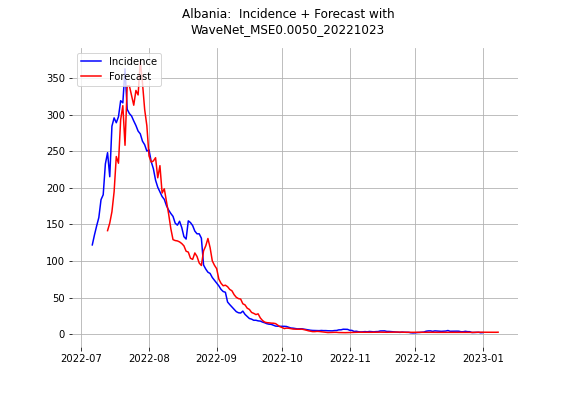 Albania:  Incidence + Forecast with
WaveNet_MSE0.0050_20221023
Incidence
Forecast
350
300
250
200
150
100
50
0
2022-07 2022-08 2022-09 2022-10 2022-11 2022-12 2023-01